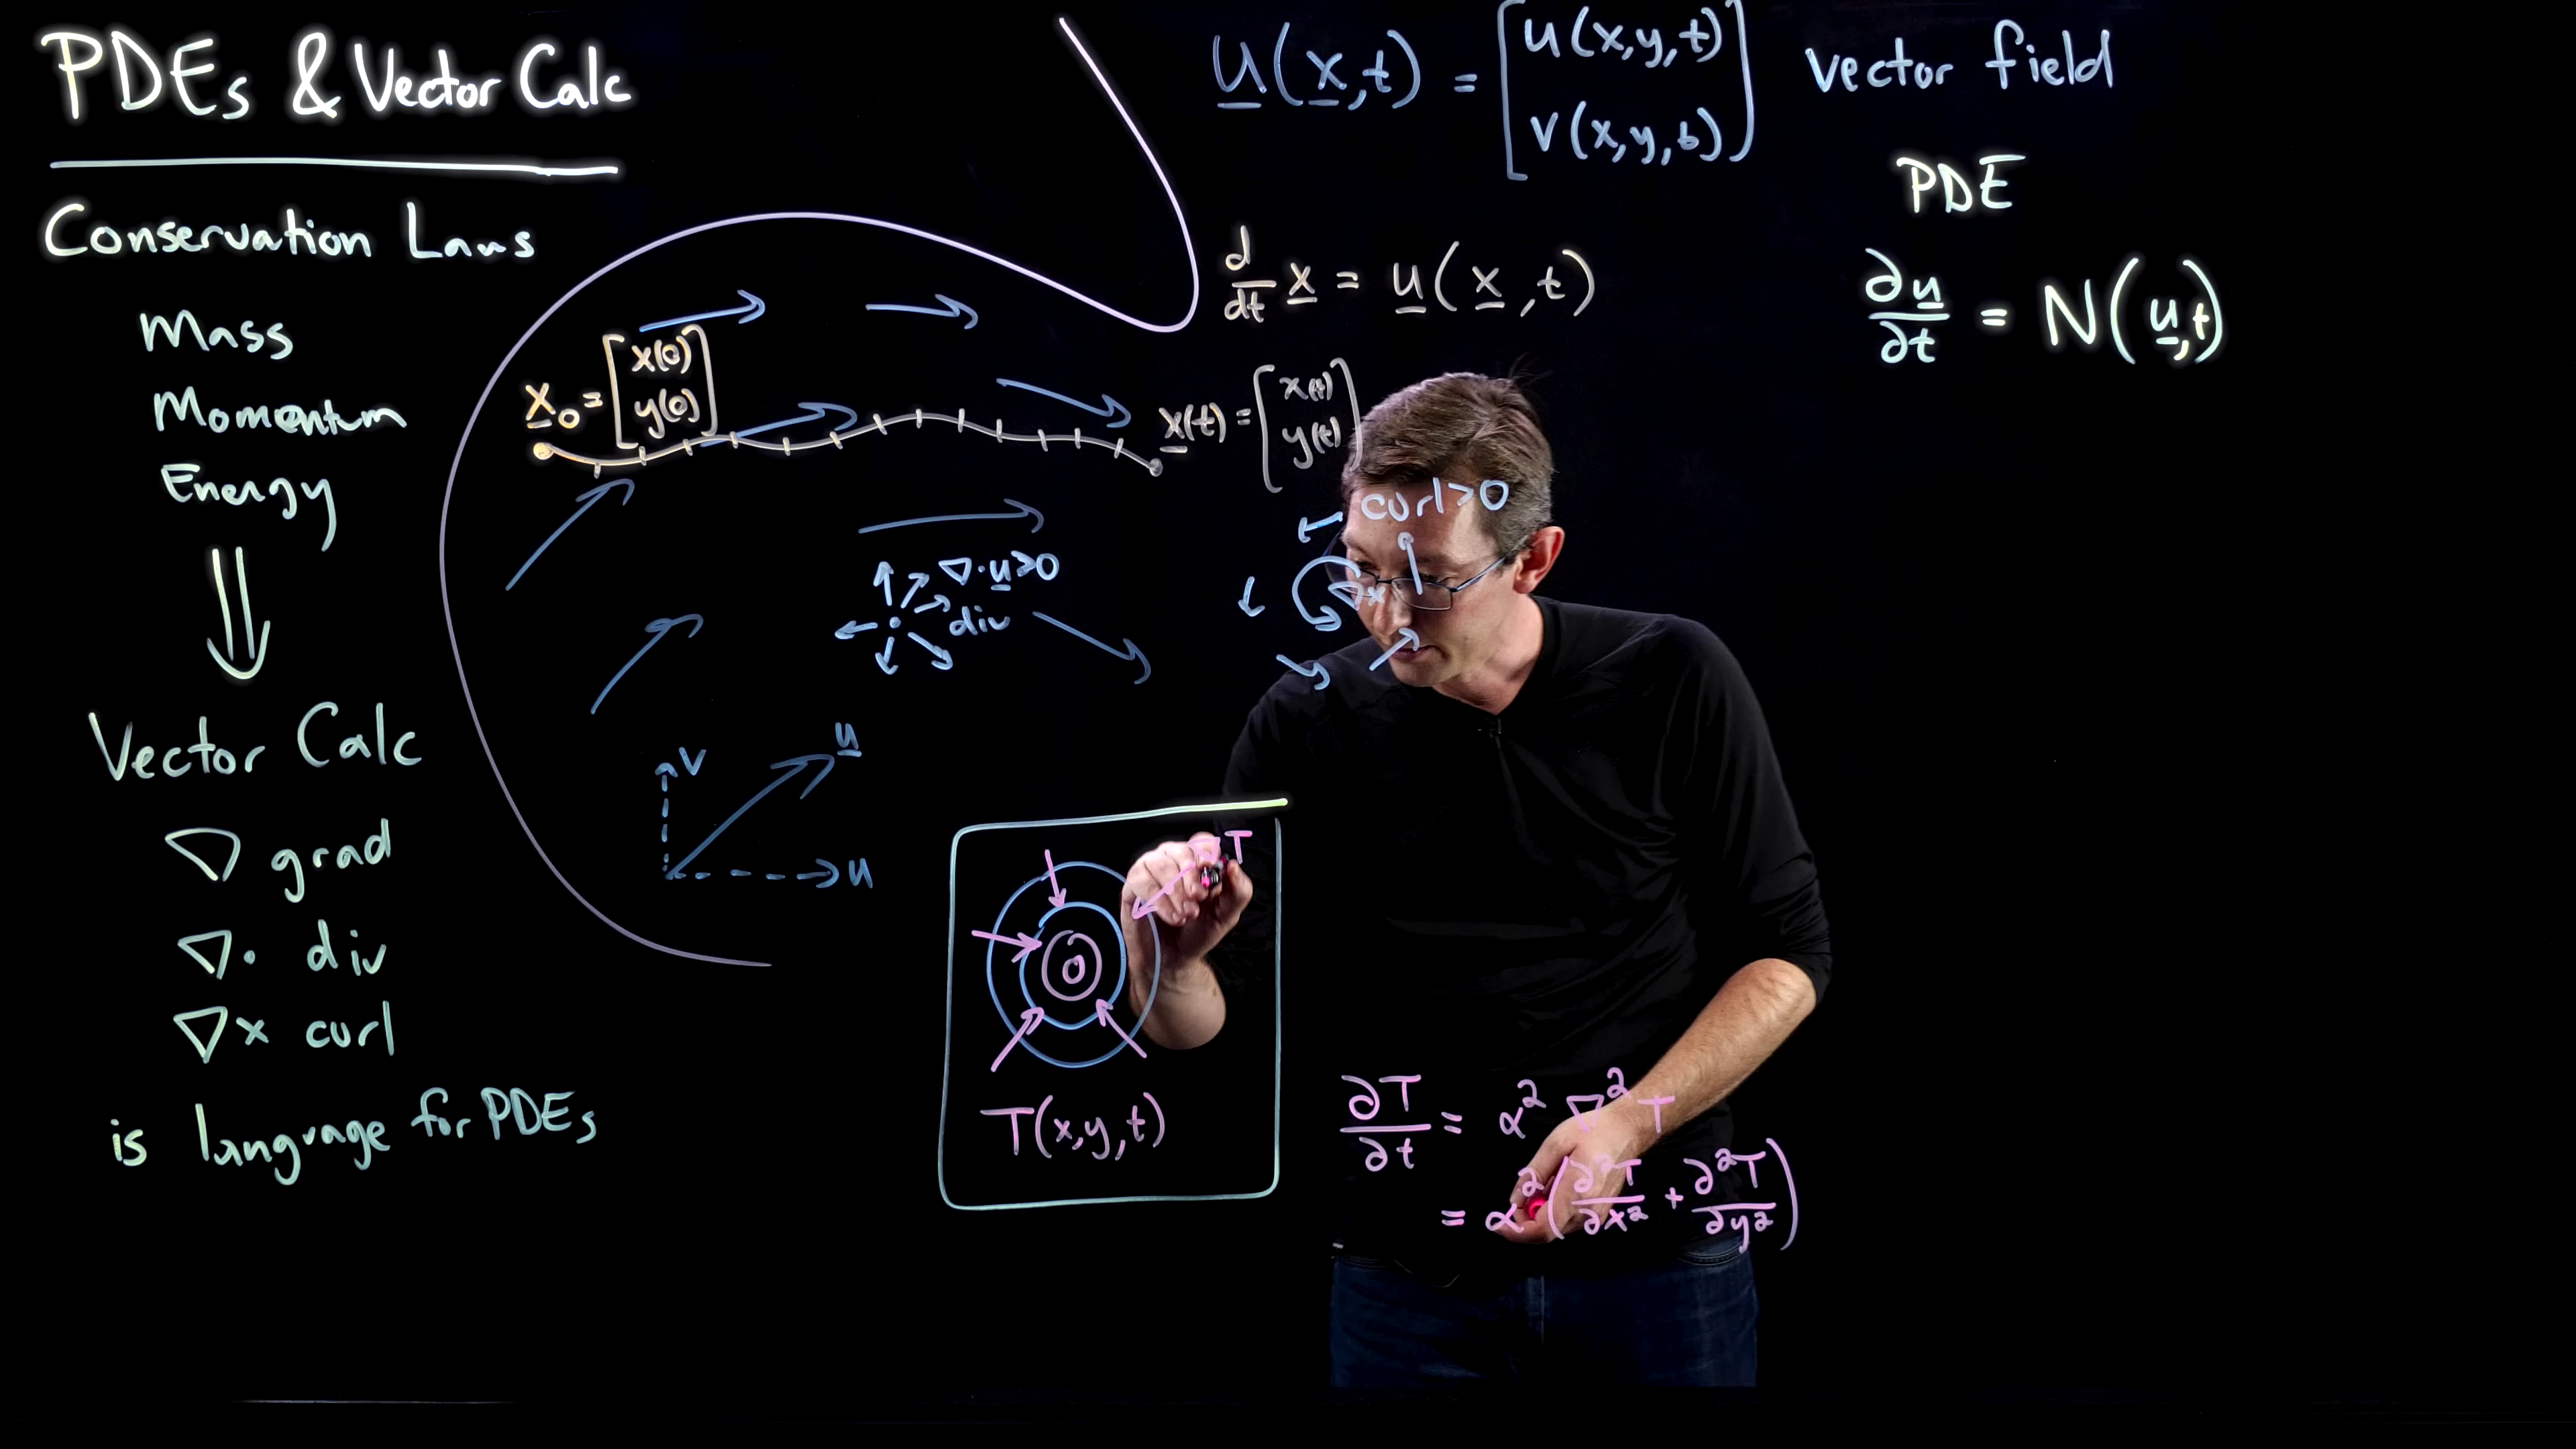 PDEs & Vector Calc
Conservation Laws
Mass
Momentum
Energy
⇓
Vector Calc
∇ grad
∇· div
∇× curl
is language for PDEs
u(x,t) = [u(x,y,t)
v(x,y,t)] vector field
PDE
∂u/∂t = N(u,t)
d/dt x = u(x,t)
x₀ = [x(0)
y(0)]
x(t) = [x(t)
y(t)]
curl>0
∇·u>0
div
v
u
u
∇T
T(x,y,t)
∂T/∂t = α² ∇² T
= α² (∂²T/∂x² + ∂²T/∂y²)